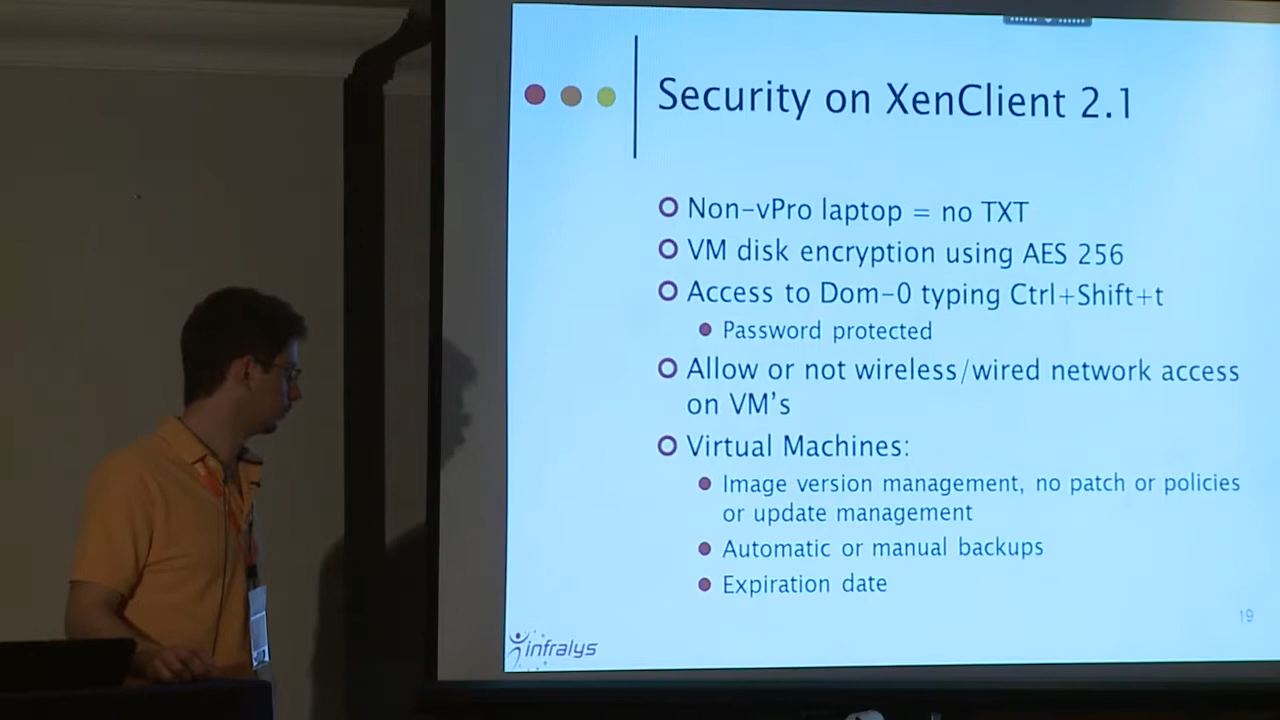 Security on XenClient 2.1
Non-vPro laptop = no TXT
VM disk encryption using AES 256
Access to Dom-0 typing Ctrl+Shift+t
Password protected
Allow or not wireless/wired network access
on VM's
Virtual Machines:
Image version management, no patch or policies
or update management
Automatic or manual backups
Expiration date
19
infralys